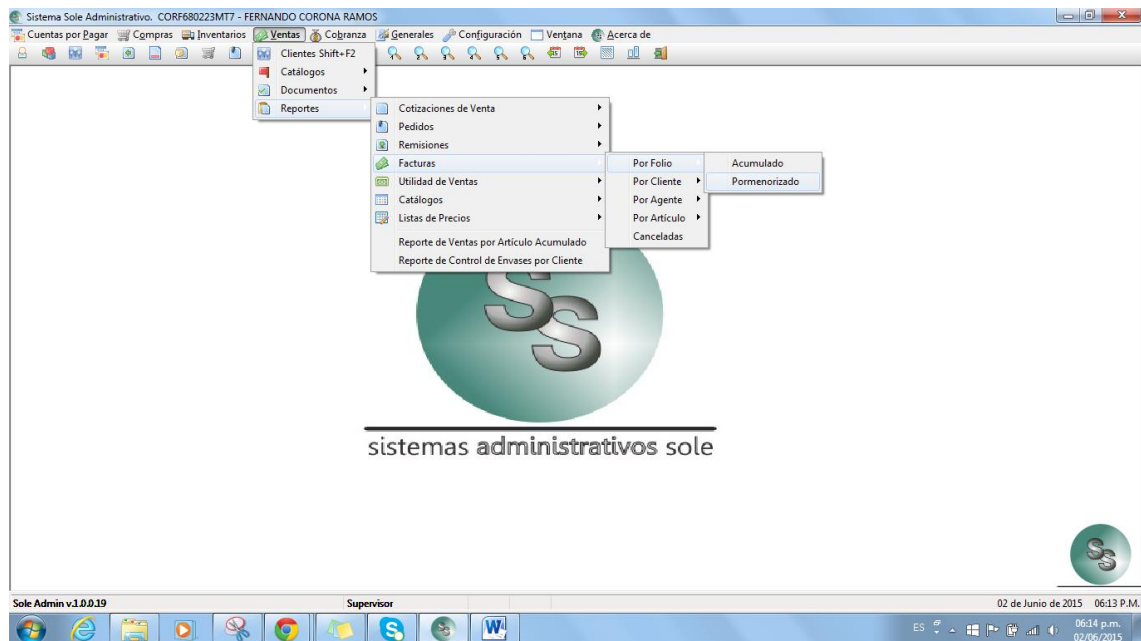 Sistema Sole Administrativo. CORF680223MT7 - FERNANDO CORONA RAMOS
Cuentas por Pagar Compras Inventarios Ventas Cobranza Generales Configuración Ventana Acerca de
Clientes Shift+F2
Catálogos
Documentos
Reportes
Cotizaciones de Venta
Pedidos
Remisiones
Facturas
Utilidad de Ventas
Catálogos
Listas de Precios
Reporte de Ventas por Artículo Acumulado
Reporte de Control de Envases por Cliente
Por Folio
Por Cliente
Por Agente
Por Artículo
Canceladas
Acumulado
Pormenorizado
SS
sistemas administrativos sole
SS
Sole Admin v.1.0.0.19 Supervisor 02 de Junio de 2015 06:13 P.M.
ES 06:14 p.m.
02/06/2015